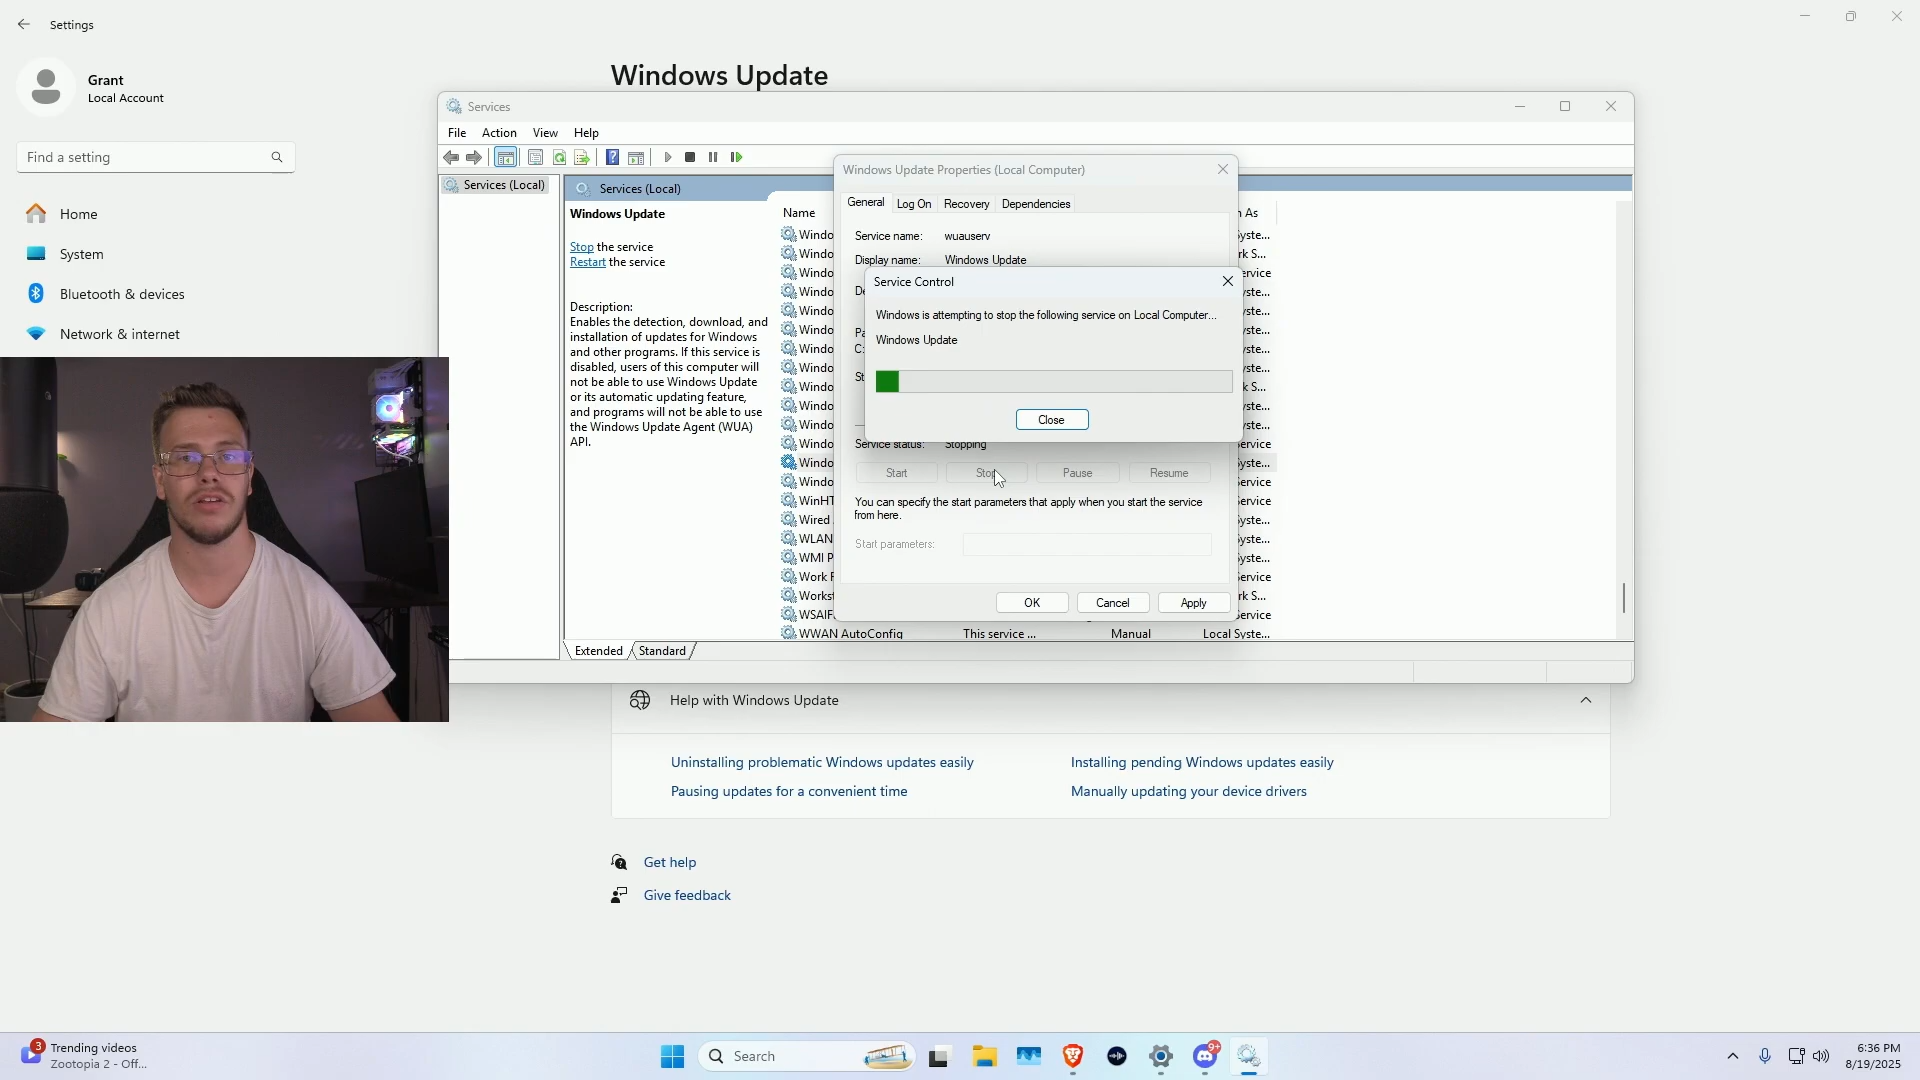 Settings
Grant
Local Account
Find a setting
Home
System
Bluetooth & devices
Network & internet
Windows Update
Services
File Action View Help
Services (Local)
Services (Local)
Windows Update
Stop the service
Restart the service
Description:
Enables the detection, download, and
installation of updates for Windows
and other programs. If this service is
disabled, users of this computer will
not be able to use Windows Update
or its automatic updating feature,
and programs will not be able to use
the Windows Update Agent (WUA)
API.
Name
WinHT
Wired
WLAN
WMI P
Work F
Works
WSAIF
WWAN AutoConfig This service ... Manual Local Syste...
Extended Standard
Windows Update Properties (Local Computer)
General Log On Recovery Dependencies
Service name: wuauserv
Display name: Windows Update
Service Control
Windows is attempting to stop the following service on Local Computer...
Windows Update
Close
Service status: Stopping
Start Stop Pause Resume
You can specify the start parameters that apply when you start the service
from here.
Start parameters:
OK Cancel Apply
Help with Windows Update
Uninstalling problematic Windows updates easily
Installing pending Windows updates easily
Pausing updates for a convenient time
Manually updating your device drivers
Get help
Give feedback
3
Trending videos
Zootopia 2 - Off...
Search
9+
6:36 PM
8/19/2025